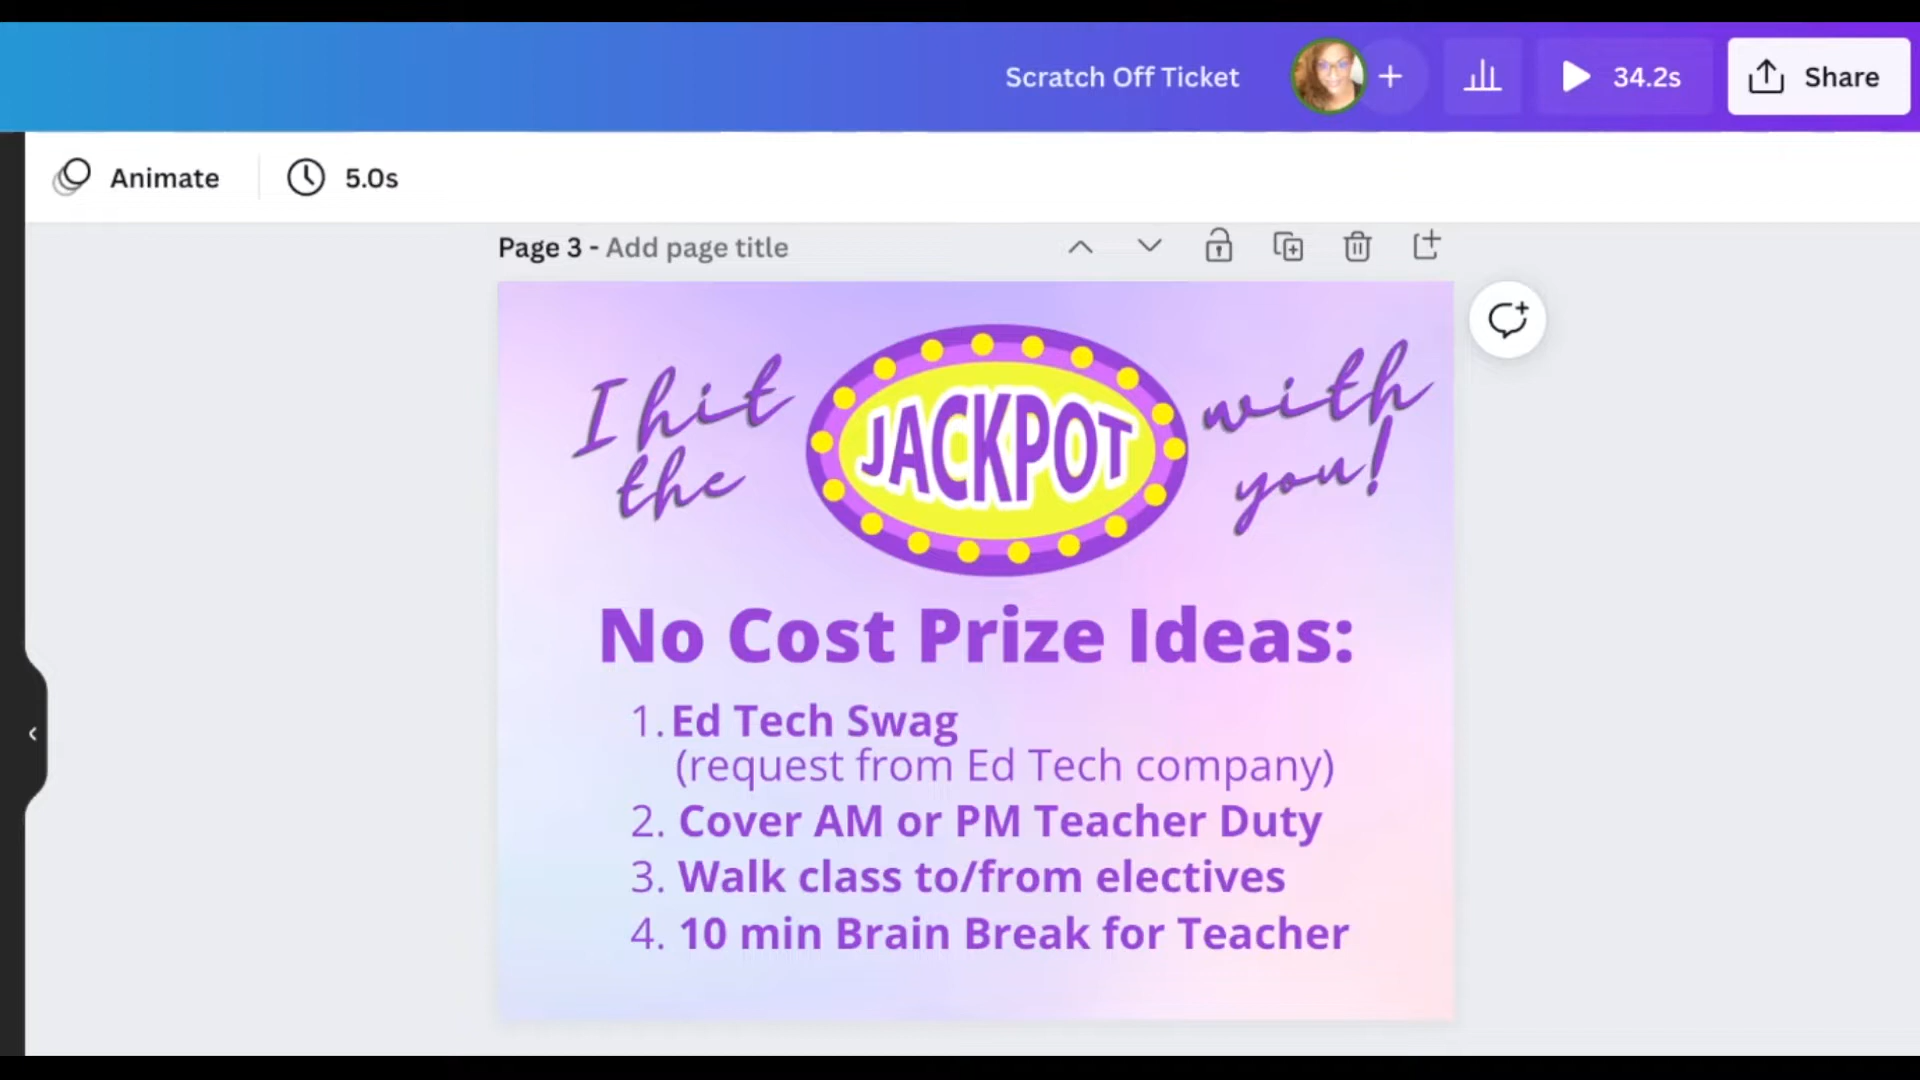 Scratch Off Ticket
34.2s
Share
Animate
5.0s
Page 3 - Add page title
I hit
the
JACKPOT
with
you!
No Cost Prize Ideas:
1. Ed Tech Swag
(request from Ed Tech company)
2. Cover AM or PM Teacher Duty
3. Walk class to/from electives
4. 10 min Brain Break for Teacher